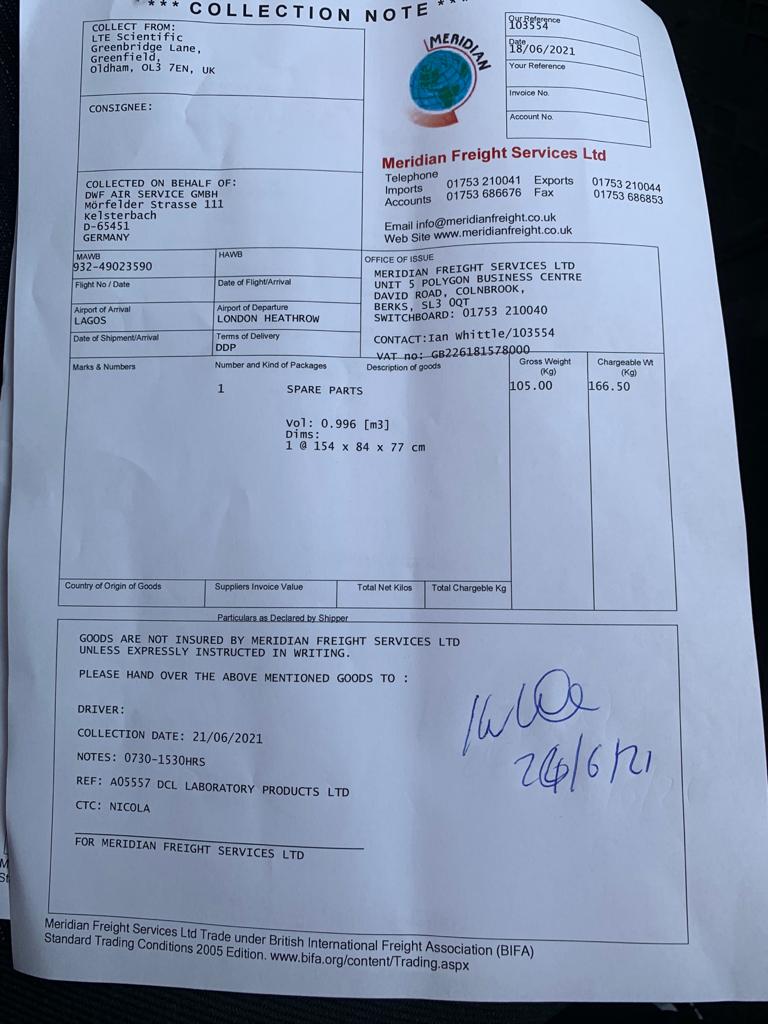 *** COLLECTION NOTE **
COLLECT FROM:
LTE Scientific
Greenbridge Lane,
Greenfield,
Oldham, OL3 7EN, UK
CONSIGNEE:
COLLECTED ON BEHALF OF:
DWF AIR SERVICE GMBH
Mörfelder Strasse 111
Kelsterbach
D-65451
GERMANY
MERIDIAN
Our Reference
103554
Date
18/06/2021
Your Reference
Invoice No.
Account No.
Meridian Freight Services Ltd
Telephone
Imports 01753 210041 Exports 01753 210044
Accounts 01753 686676 Fax 01753 686853
Email info@meridianfreight.co.uk
Web Site www.meridianfreight.co.uk
MAWB
932-49023590
HAWB
Flight No / Date
Date of Flight/Arrival
Airport of Arrival
LAGOS
Airport of Departure
LONDON HEATHROW
Date of Shipment/Arrival
Terms of Delivery
DDP
OFFICE OF ISSUE
MERIDIAN FREIGHT SERVICES LTD
UNIT 5 POLYGON BUSINESS CENTRE
DAVID ROAD, COLNBROOK,
BERKS, SL3 0QT
SWITCHBOARD: 01753 210040
CONTACT:Ian Whittle/103554
VAT no: GB226181578000
Marks & Numbers
Number and Kind of Packages
Description of goods
Gross Weight
(Kg)
Chargeable Wt
(Kg)
1 SPARE PARTS
105.00
166.50
Vol: 0.996 [m3]
Dims:
1 @ 154 x 84 x 77 cm
Country of Origin of Goods
Suppliers Invoice Value
Total Net Kilos
Total Chargeble Kg
Particulars as Declared by Shipper
GOODS ARE NOT INSURED BY MERIDIAN FREIGHT SERVICES LTD
UNLESS EXPRESSLY INSTRUCTED IN WRITING.
PLEASE HAND OVER THE ABOVE MENTIONED GOODS TO :
DRIVER:
COLLECTION DATE: 21/06/2021
NOTES: 0730-1530HRS
REF: A05557 DCL LABORATORY PRODUCTS LTD
CTC: NICOLA
FOR MERIDIAN FREIGHT SERVICES LTD
Meridian Freight Services Ltd Trade under British International Freight Association (BIFA)
Standard Trading Conditions 2005 Edition. www.bifa.org/content/Trading.aspx